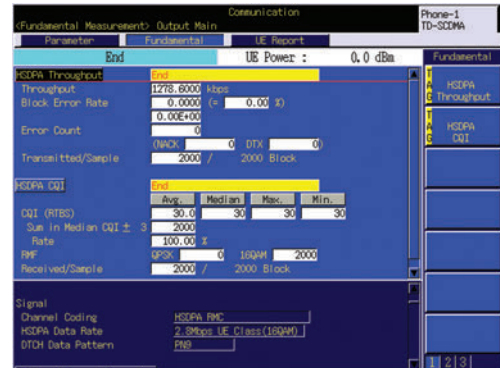 Communication
Phone-1
TD-SCDMA
<Fundamental Measurement> Output Main
Parameter Fundamental UE Report
End UE Power : 0.0 dBm
Fundamental
HSDPA Throughput End
Throughput 1278.6000 kbps
Block Error Rate 0.0000 (= 0.00 %)
0.00E+00
Error Count 0
(NACK 0 DTX 0)
Transmitted/Sample 2000 / 2000 Block
HSDPA CQI End
Avg. Median Max. Min.
CQI (RTBS) 30.0 30 30 30
Sum in Median CQI ± 3 2000
Rate 100.00 %
RMF QPSK 0 16QAM 2000
Received/Sample 2000 / 2000 Block
Signal
Channel Coding HSDPA RMC
HSDPA Data Rate 2.8Mbps UE Class(16QAM)
DTCH Data Pattern PN9
TAG HSDPA Throughput
TAG HSDPA CQI
1 2 3